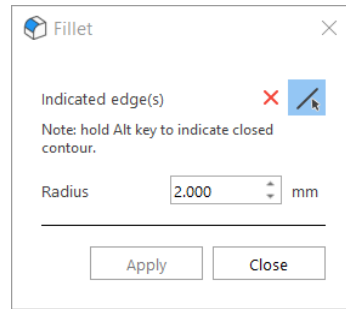 Fillet
Indicated edge(s)
Note: hold Alt key to indicate closed
contour.
Radius 2.000 mm
Apply Close